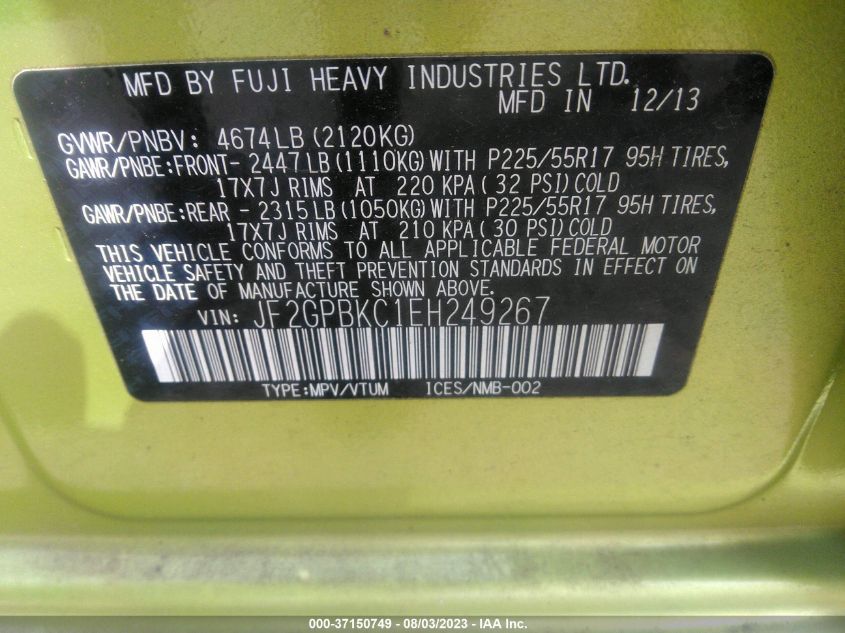 MFD BY FUJI HEAVY INDUSTRIES LTD.
MFD IN 12/13
GVWR/PNBV: 4674LB(2120KG)
GAWR/PNBE:FRONT- 2447LB(1110KG)WITH P225/55R17 95H TIRES,
17X7J RIMS AT 220 KPA(32 PSI)COLD
GAWR/PNBE:REAR - 2315LB(1050KG)WITH P225/55R17 95H TIRES,
17X7J RIMS AT 210 KPA(30 PSI)COLD
THIS VEHICLE CONFORMS TO ALL APPLICABLE FEDERAL MOTOR
VEHICLE SAFETY AND THEFT PREVENTION STANDARDS IN EFFECT ON
THE DATE OF MANUFACTURE SHOWN ABOVE.
VIN: JF2GPBKC1EH249267
TYPE:MPV/VTUM ICES/NMB-002
000-37150749 - 08/03/2023 - IAA Inc.